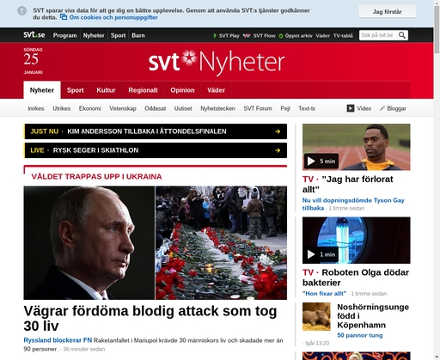 SVT sparar viss data för att ge dig en bättre upplevelse. Genom att använda SVT:s tjänster godkänner
du detta. Om cookies och personuppgifter
Jag förstår
svt.se Program Nyheter Sport Barn SVT Play SVT Flow Öppet arkiv Väder TV-tablå Sök på svt.se
SÖNDAG
25
JANUARI
svt Nyheter
Nyheter Sport Kultur Regionalt Opinion Väder
Inrikes Utrikes Ekonomi Vetenskap Oddasat Uutiset Nyhetstecken SVT Forum Pejl Text-tv Video Bloggar
JUST NU · KIM ANDERSSON TILLBAKA I ÅTTONDELSFINALEN
LIVE · RYSK SEGER I SKIATHLON
VÅLDET TRAPPAS UPP I UKRAINA
Vägrar fördöma blodig attack som tog
30 liv
Ryssland blockerar FN Raketanfallet i Mariupol krävde 30 människors liv och skadade mer än
90 personer · 36 minuter sedan
5 min
TV · "Jag har förlorat
allt"
Nu vill dopningsdömde Tyson Gay
tillbaka · 1 timme sedan
1 min
TV · Roboten Olga dödar
bakterier
"Hon fixar allt" · 1 timme sedan
Noshörningsunge
född i
Köpenhamn
50 pannor tung
· Igår 13:20